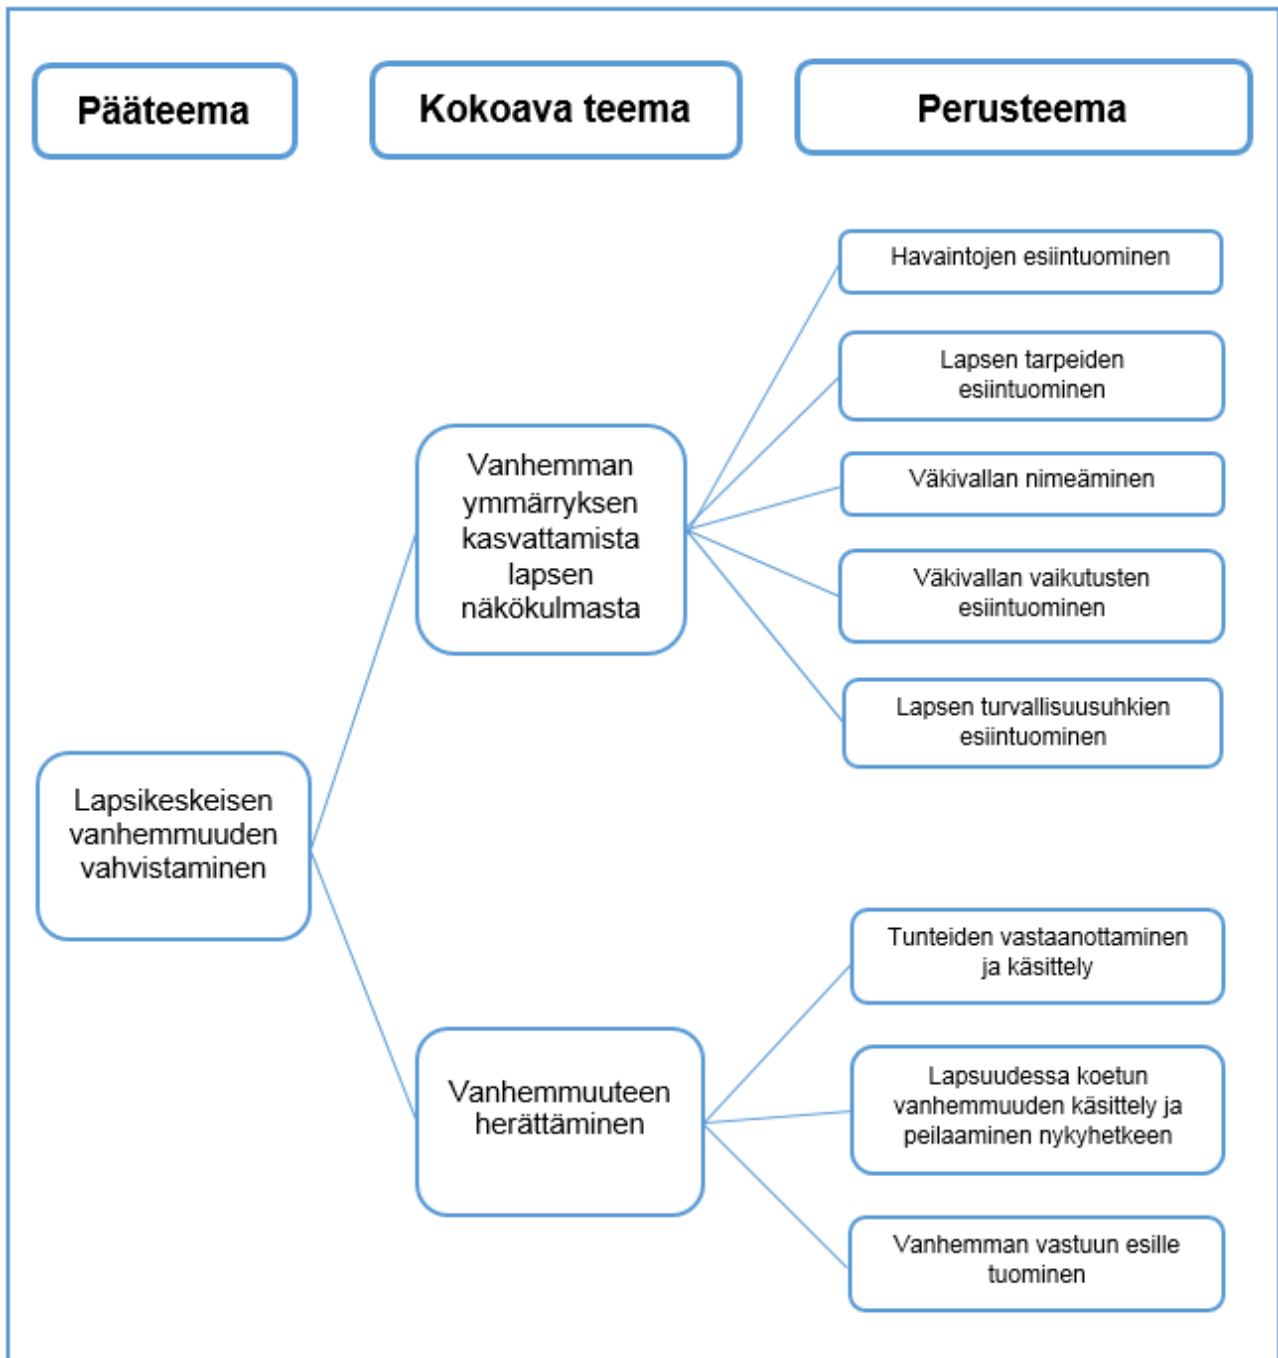 Pääteema
Kokoava teema
Perusteema
Lapsikeskeisen
vanhemmuuden
vahvistaminen
Vanhemman
ymmärryksen
kasvattamista
lapsen
näkökulmasta
Havaintojen esiintuominen
Lapsen tarpeiden
esiintuominen
Väkivallan nimeäminen
Väkivallan vaikutusten
esiintuominen
Lapsen turvallisuusuhkien
esiintuominen
Vanhemmuuteen
herättäminen
Tunteiden vastaanottaminen
ja käsittely
Lapsuudessa koetun
vanhemmuuden käsittely ja
peilaaminen nykyhetkeen
Vanhemman vastuun esille
tuominen